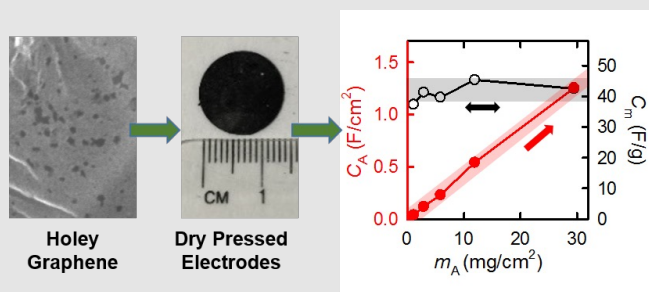 Holey
Graphene
CM 1
Dry Pressed
Electrodes
C_A (F/cm²)
1.5
1.0
0.5
0.0
0 10 20 30
m_A (mg/cm²)
50
40
30
20
10
0
C_m (F/g)